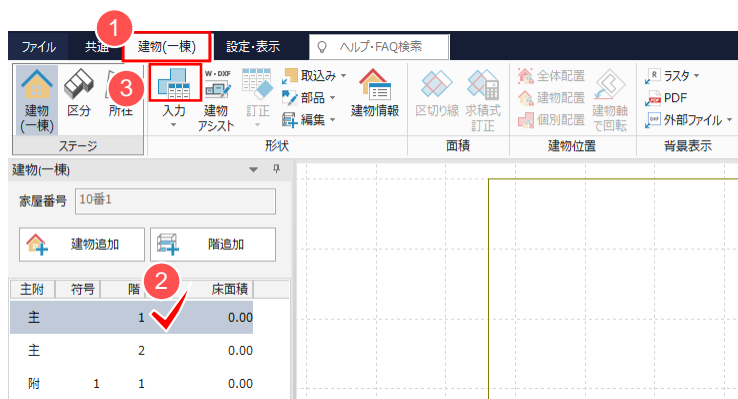 1
ファイル 共通 建物(一棟) 設定・表示 ヘルプ・FAQ検索
3
建物
(一棟)
区分
所在
ステージ
入力
W・DXF
建物
アシスト
訂正
取込み
部品
編集
建物情報
形状
区切り線
求積式
訂正
面積
全体配置
建物配置
個別配置
建物軸
で回転
建物位置
R ラスタ
PDF PDF
DXF 外部ファイル
背景表示
建物(一棟)
家屋番号 10番1
建物追加 階追加
2
主附 符号 階 床面積
主 1 0.00
主 2 0.00
附 1 1 0.00